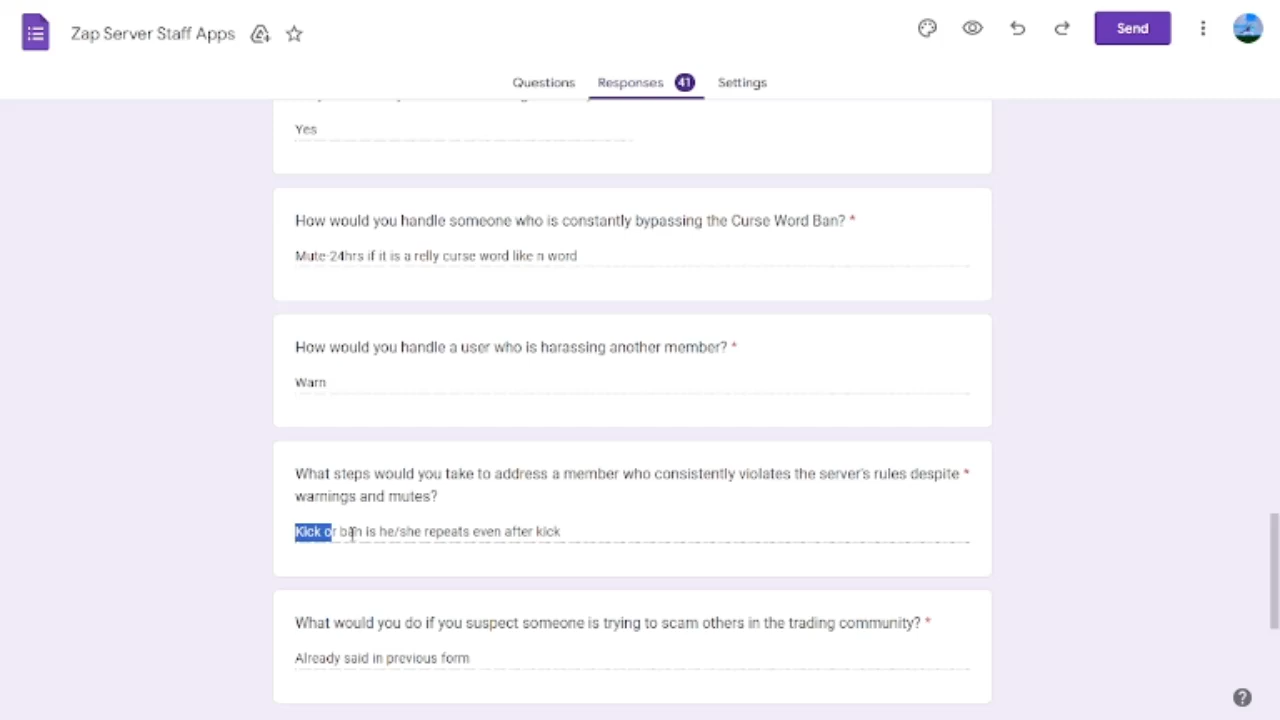 Zap Server Staff Apps
Send
Questions
Responses 41
Settings
Yes
How would you handle someone who is constantly bypassing the Curse Word Ban? *
Mute-24hrs if it is a relly curse word like n word
How would you handle a user who is harassing another member? *
Warn
What steps would you take to address a member who consistently violates the server's rules despite *
warnings and mutes?
Kick or ban is he/she repeats even after kick
What would you do if you suspect someone is trying to scam others in the trading community? *
Already said in previous form